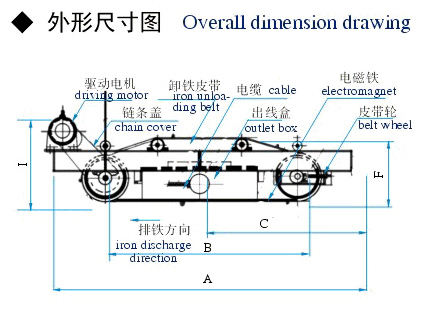 ◆ 外形尺寸图 Overall dimension drawing
驱动电机
driving motor
卸铁皮带
iron unloa-
ding belt
电缆 cable
电磁铁
electromagnet
链条盖
chain cover
出线盒
outlet box
皮带轮
belt wheel
I
F
C
排铁方向
iron discharge
direction
B
A